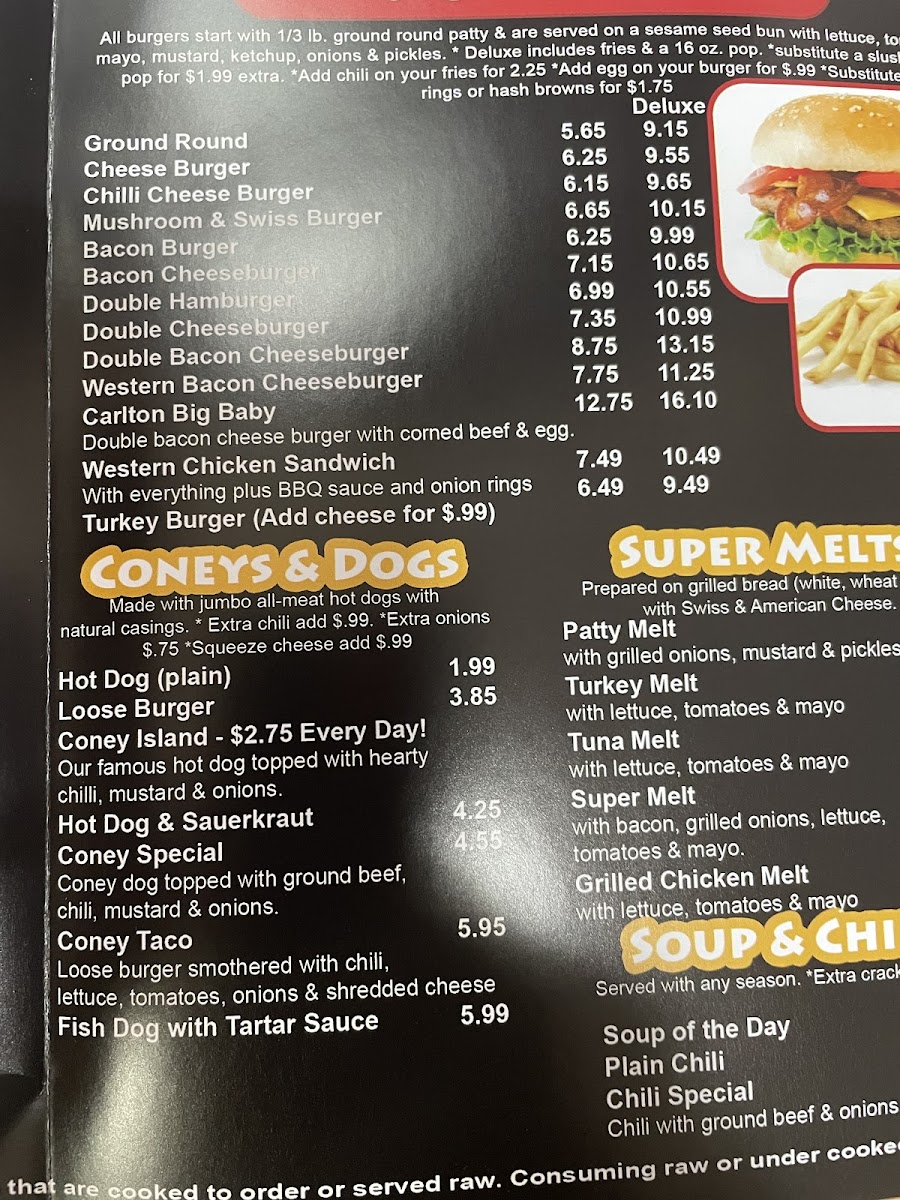 All burgers start with 1/3 lb. ground round patty & are served on a sesame seed bun with lettuce,
mayo, mustard, ketchup, onions & pickles. * Deluxe includes fries & a 16 oz. pop. *substitute a
pop for $1.99 extra. *Add chili on your fries for 2.25 *Add egg on your burger for $.99 *Substitute
rings or hash browns for $1.75
Deluxe
Ground Round 5.65 9.15
Cheese Burger 6.25 9.55
Chilli Cheese Burger 6.15 9.65
Mushroom & Swiss Burger 6.65 10.15
Bacon Burger 6.25 9.99
Bacon Cheeseburger 7.15 10.65
Double Hamburger 6.99 10.55
Double Cheeseburger 7.35 10.99
Double Bacon Cheeseburger 8.75 13.15
Western Bacon Cheeseburger 7.75 11.25
Carlton Big Baby 12.75 16.10
Double bacon cheese burger with corned beef & egg.
Western Chicken Sandwich 7.49 10.49
With everything plus BBQ sauce and onion rings 6.49 9.49
Turkey Burger (Add cheese for $.99)
CONEYS & DOGS
Made with jumbo all-meat hot dogs with
natural casings. * Extra chili add $.99. *Extra onions
$.75 *Squeeze cheese add $.99
Hot Dog (plain) 1.99
Loose Burger 3.85
Coney Island - $2.75 Every Day!
Our famous hot dog topped with hearty
chilli, mustard & onions.
Hot Dog & Sauerkraut 4.25
Coney Special 4.55
Coney dog topped with ground beef,
chili, mustard & onions.
Coney Taco 5.95
Loose burger smothered with chili,
lettuce, tomatoes, onions & shredded cheese
Fish Dog with Tartar Sauce 5.99
SUPER MELTS
Prepared on grilled bread (white, wheat
with Swiss & American Cheese.
Patty Melt
with grilled onions, mustard & pickles
Turkey Melt
with lettuce, tomatoes & mayo
Tuna Melt
with lettuce, tomatoes & mayo
Super Melt
with bacon, grilled onions, lettuce,
tomatoes & mayo.
Grilled Chicken Melt
with lettuce, tomatoes & mayo
SOUP & CHI
Served with any season. *Extra crack
Soup of the Day
Plain Chili
Chili Special
Chili with ground beef & onions
that are cooked to order or served raw. Consuming raw or under cooke